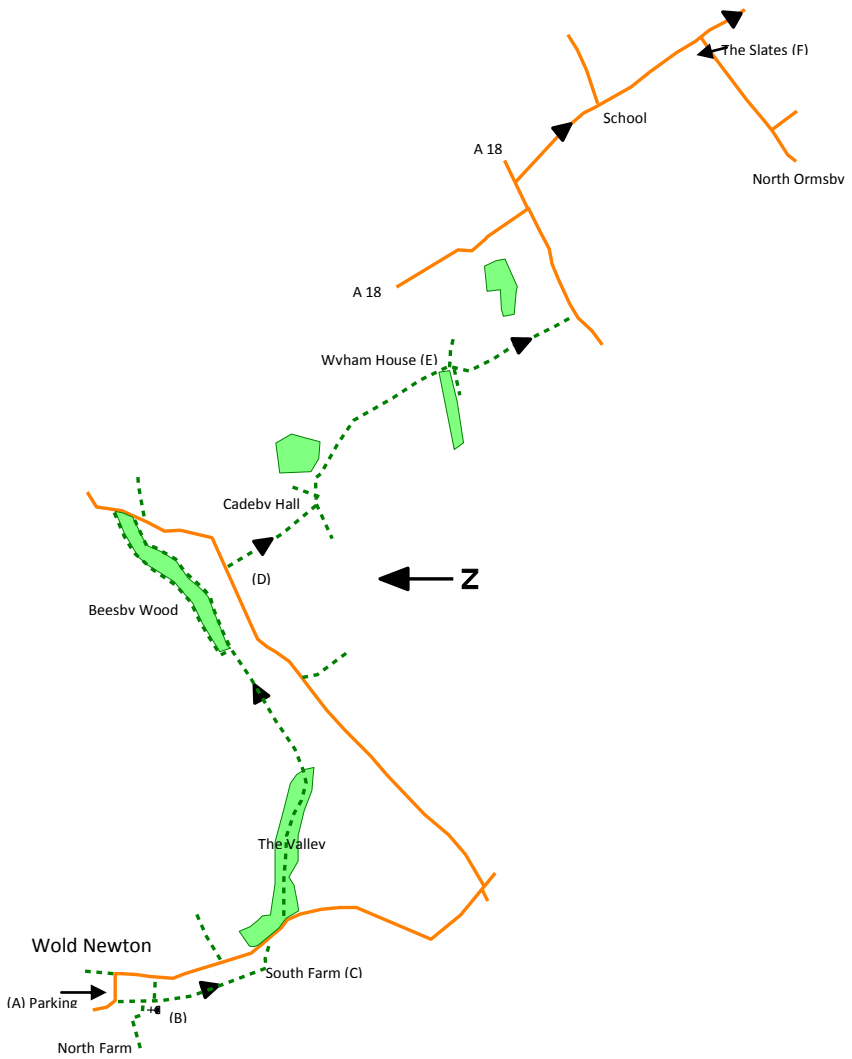 The Slates (F)
School
A 18
North Ormsby
A 18
Wyham House (E)
Cadeby Hall
(D)
N
Beesby Wood
The Valley
Wold Newton
South Farm (C)
(A) Parking
(B)
North Farm